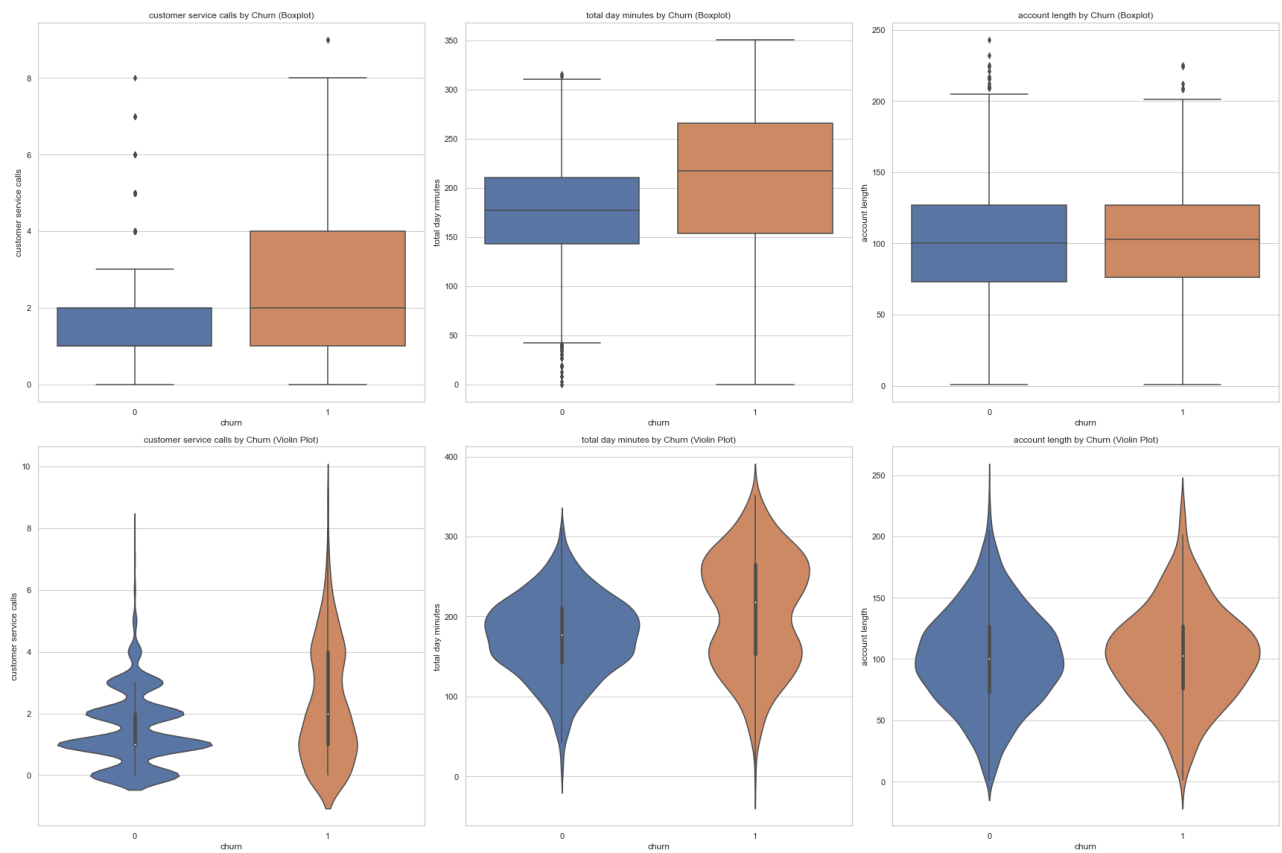 customer service calls by Churn (Boxplot)
8
6
4
2
0
customer service calls
0
1
churn
total day minutes by Churn (Boxplot)
350
300
250
200
150
100
50
0
total day minutes
0
1
churn
account length by Churn (Boxplot)
250
200
150
100
50
0
account length
0
1
churn
customer service calls by Churn (Violin Plot)
10
8
6
4
2
0
customer service calls
0
1
churn
total day minutes by Churn (Violin Plot)
400
300
200
100
0
total day minutes
0
1
churn
account length by Churn (Violin Plot)
250
200
150
100
50
0
account length
0
1
churn